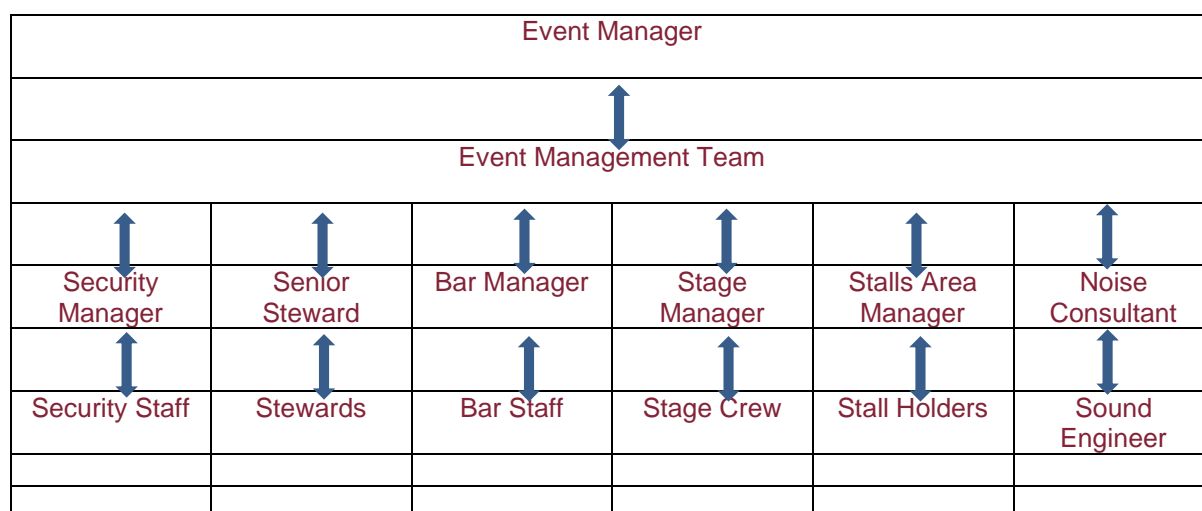 Event Manager
Event Management Team
Security Manager
Senior Steward
Bar Manager
Stage Manager
Stalls Area Manager
Noise Consultant
Security Staff
Stewards
Bar Staff
Stage Crew
Stall Holders
Sound Engineer